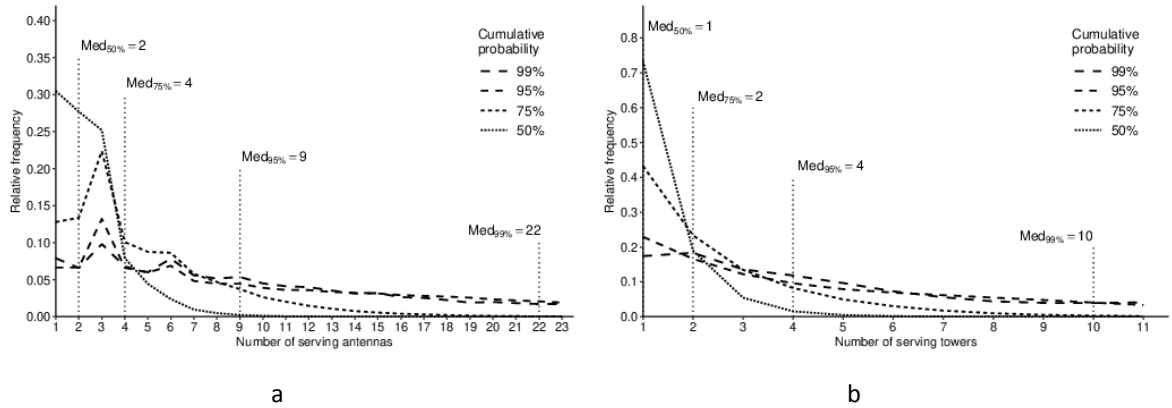 0.40
0.35
0.30
0.25
0.20
0.15
0.10
0.05
0.00
Relative frequency
Med50% = 2
Med75% = 4
Med95% = 9
Med99% = 22
Cumulative
probability
99%
95%
75%
50%
1 2 3 4 5 6 7 8 9 10 11 12 13 14 15 16 17 18 19 20 21 22 23
Number of serving antennas
a
0.8
0.7
0.6
0.5
0.4
0.3
0.2
0.1
0.0
Relative frequency
Med50% = 1
Med75% = 2
Med95% = 4
Med99% = 10
Cumulative
probability
99%
95%
75%
50%
1 2 3 4 5 6 7 8 9 10 11
Number of serving towers
b